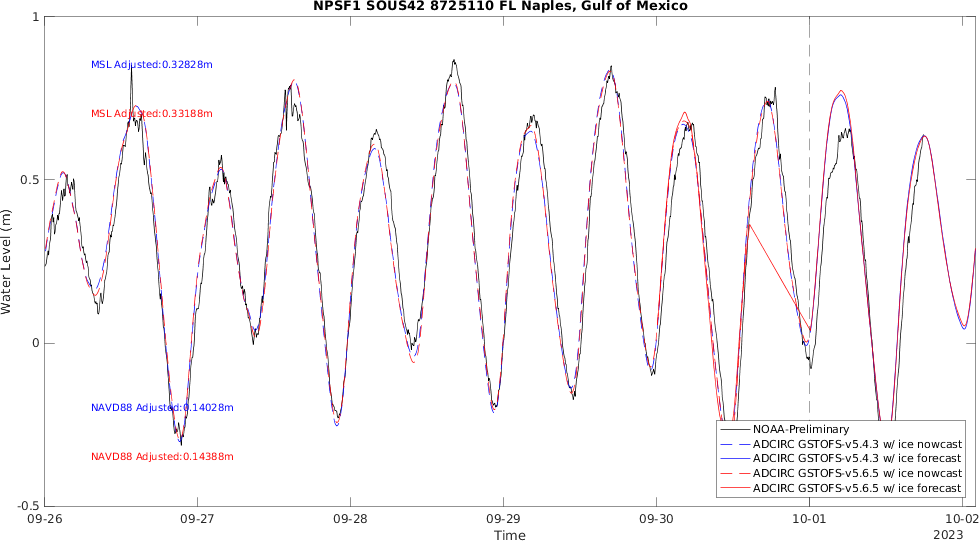 NPSF1 SOUS42 8725110 FL Naples, Gulf of Mexico
1
MSL Adjusted:0.32828m
MSL Adjusted:0.33188m
0.5
Water Level (m)
0
NAVD88 Adjusted:0.14028m
NAVD88 Adjusted:0.14388m
-0.5
NOAA-Preliminary
ADCIRC GSTOFS-v5.4.3 w/ ice nowcast
ADCIRC GSTOFS-v5.4.3 w/ ice forecast
ADCIRC GSTOFS-v5.6.5 w/ ice nowcast
ADCIRC GSTOFS-v5.6.5 w/ ice forecast
09-26 09-27 09-28 09-29 09-30 10-01 10-02
Time
2023